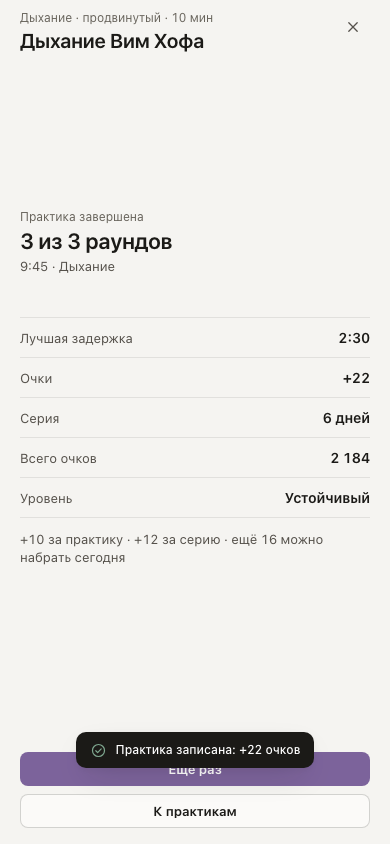 Дыхание · продвинутый · 10 мин
Дыхание Вим Хофа
Практика завершена
3 из 3 раундов
9:45 · Дыхание
Лучшая задержка 2:30
Очки +22
Серия 6 дней
Всего очков 2 184
Уровень Устойчивый
+10 за практику · +12 за серию · ещё 16 можно
набрать сегодня
Практика записана: +22 очков
Ещё раз
К практикам